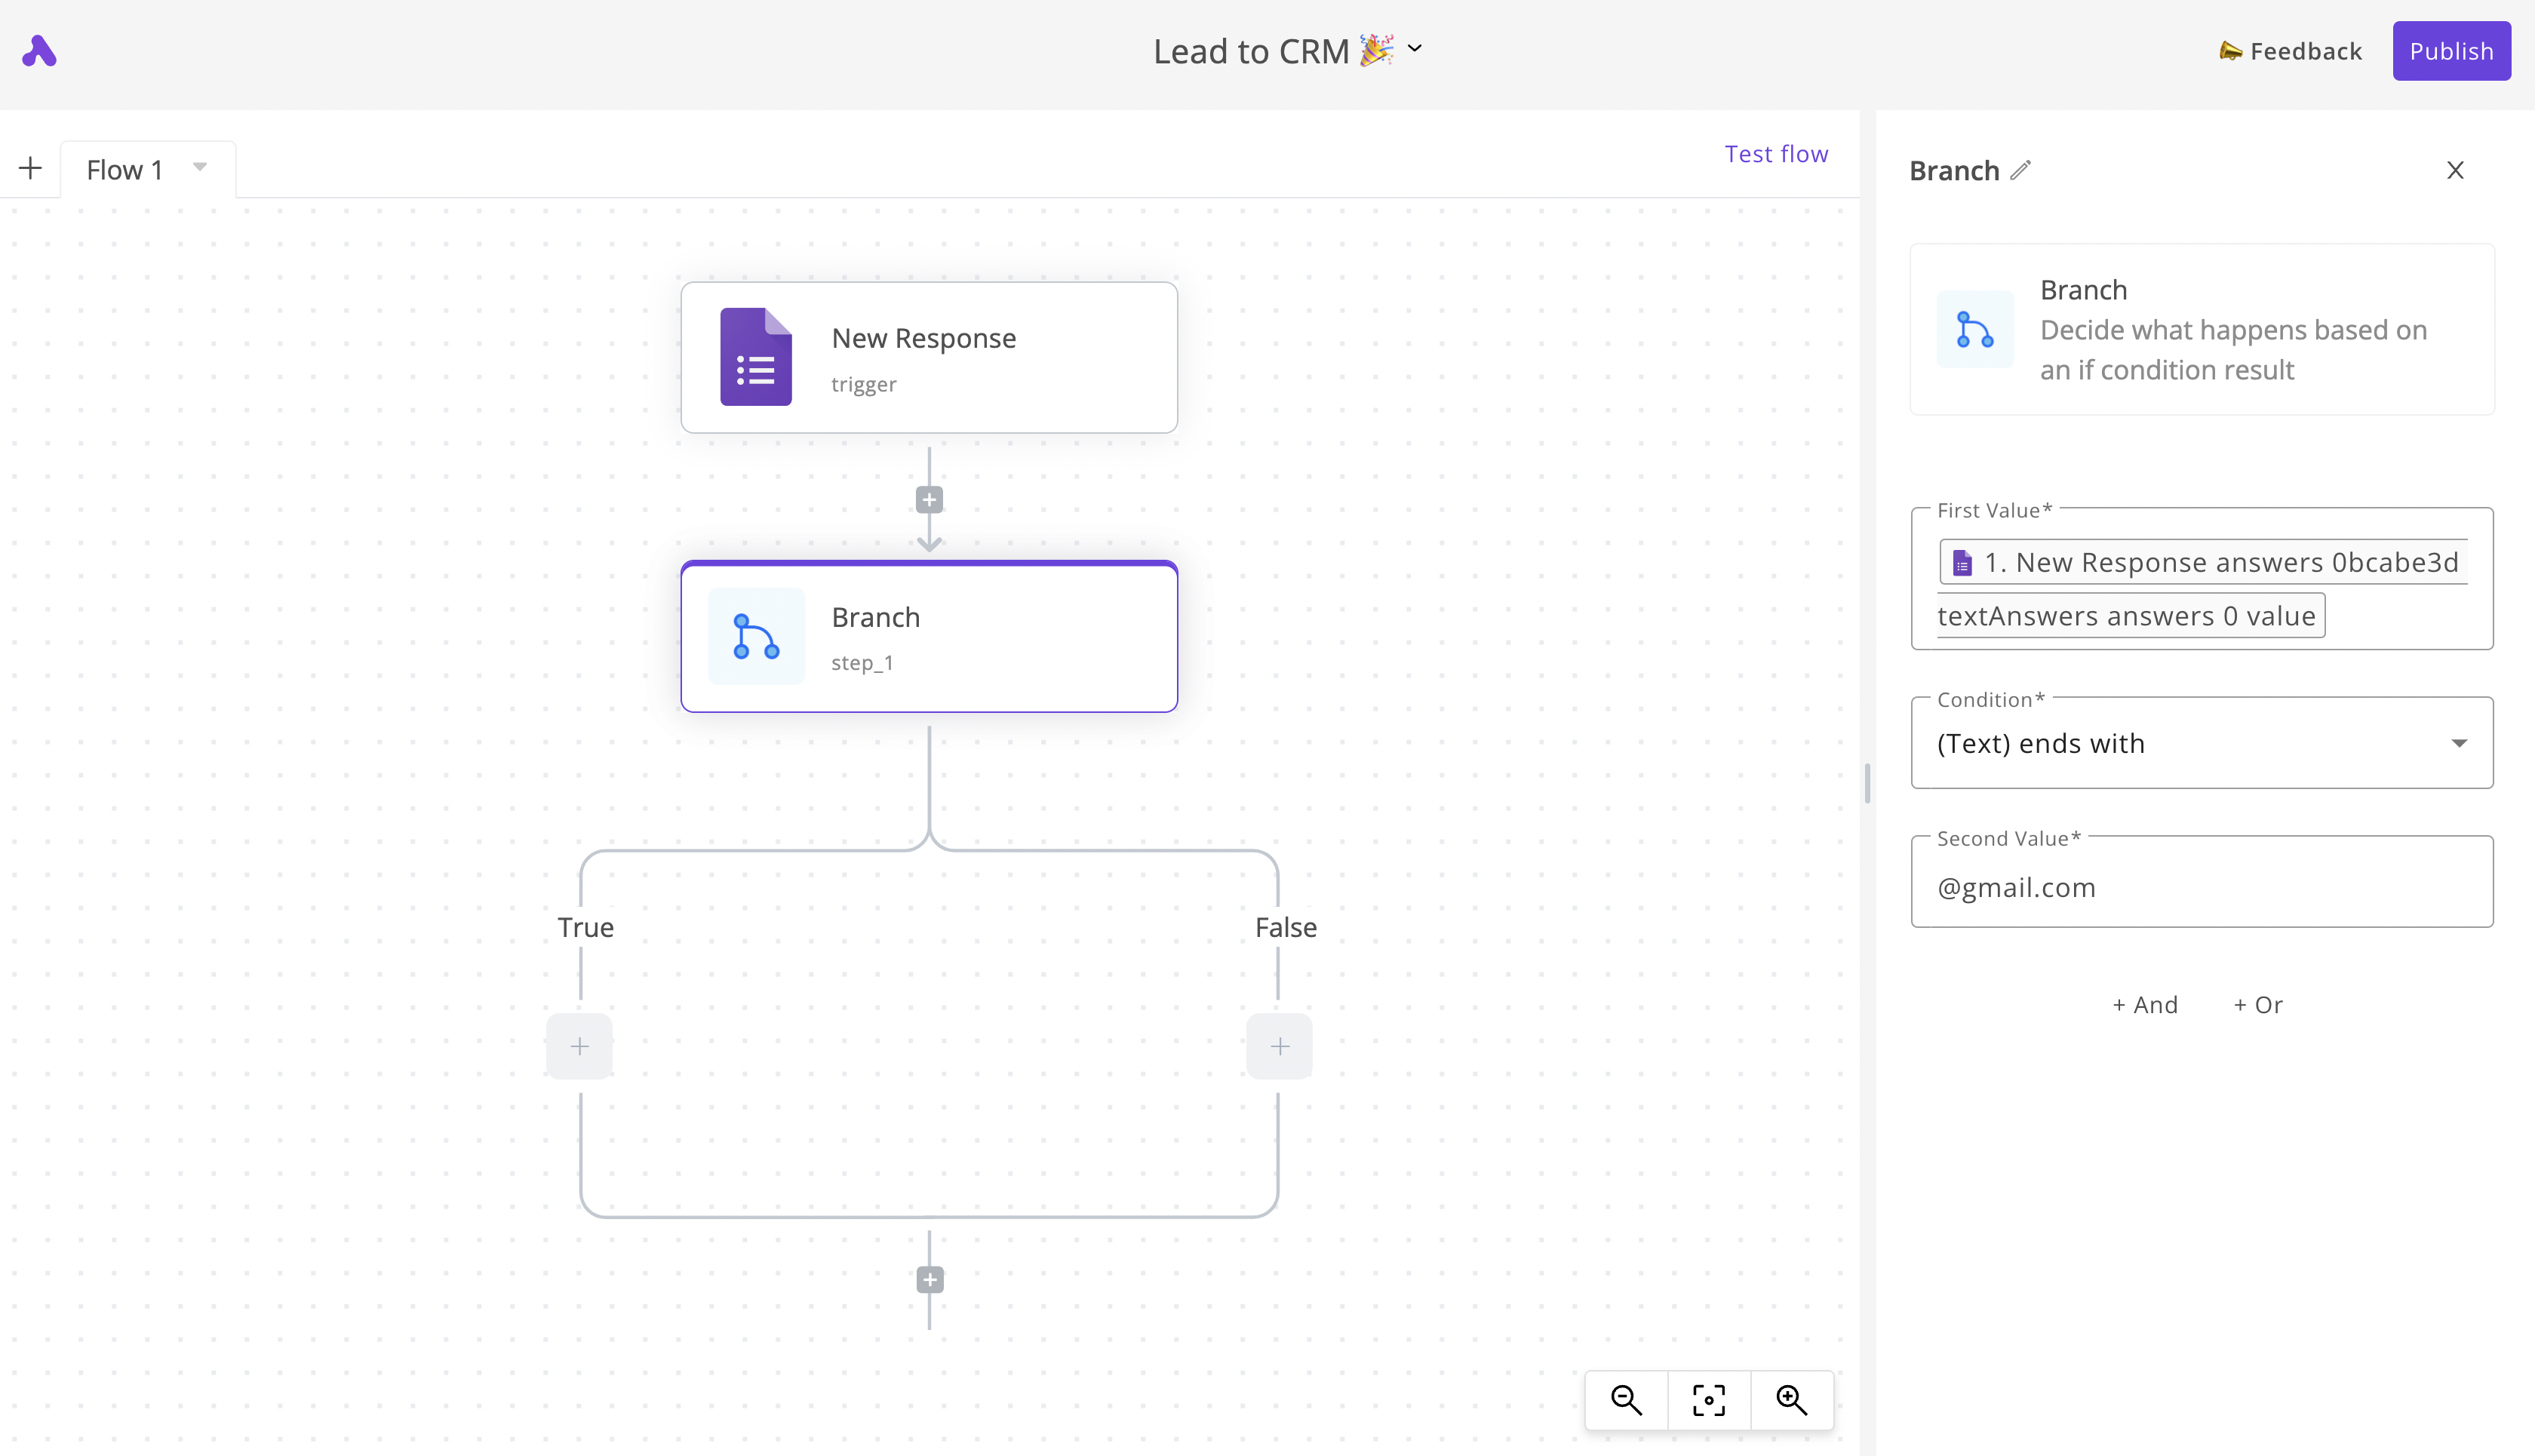 Lead to CRM 🎉
Feedback
Publish
Flow 1
Test flow
New Response
trigger
Branch
step_1
True
False
Branch
Branch
Decide what happens based on
an if condition result
First Value*
1. New Response answers 0bcabe3d
textAnswers answers 0 value
Condition*
(Text) ends with
Second Value*
@gmail.com
+ And
+ Or